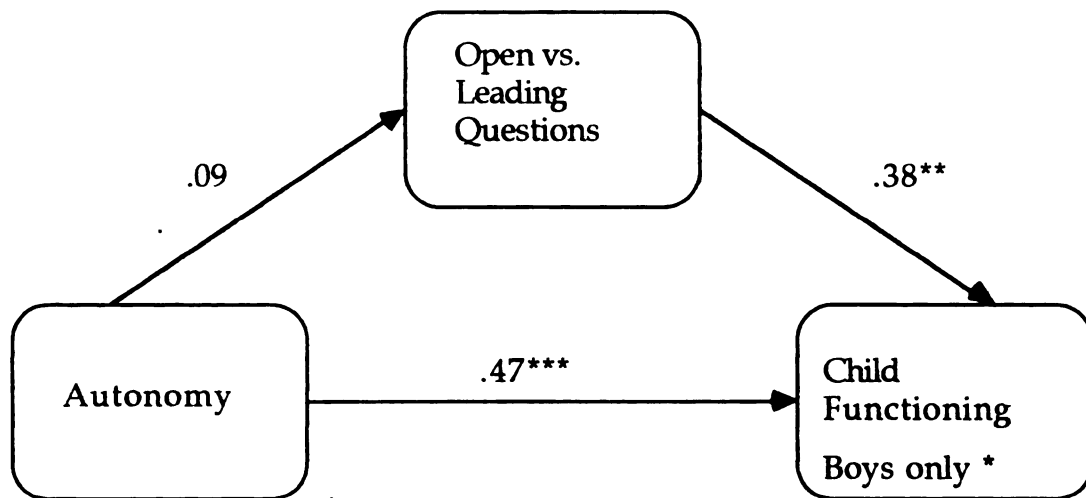 Open vs.
Leading
Questions
.09
.38**
.47***
Autonomy
Child
Functioning
Boys only *